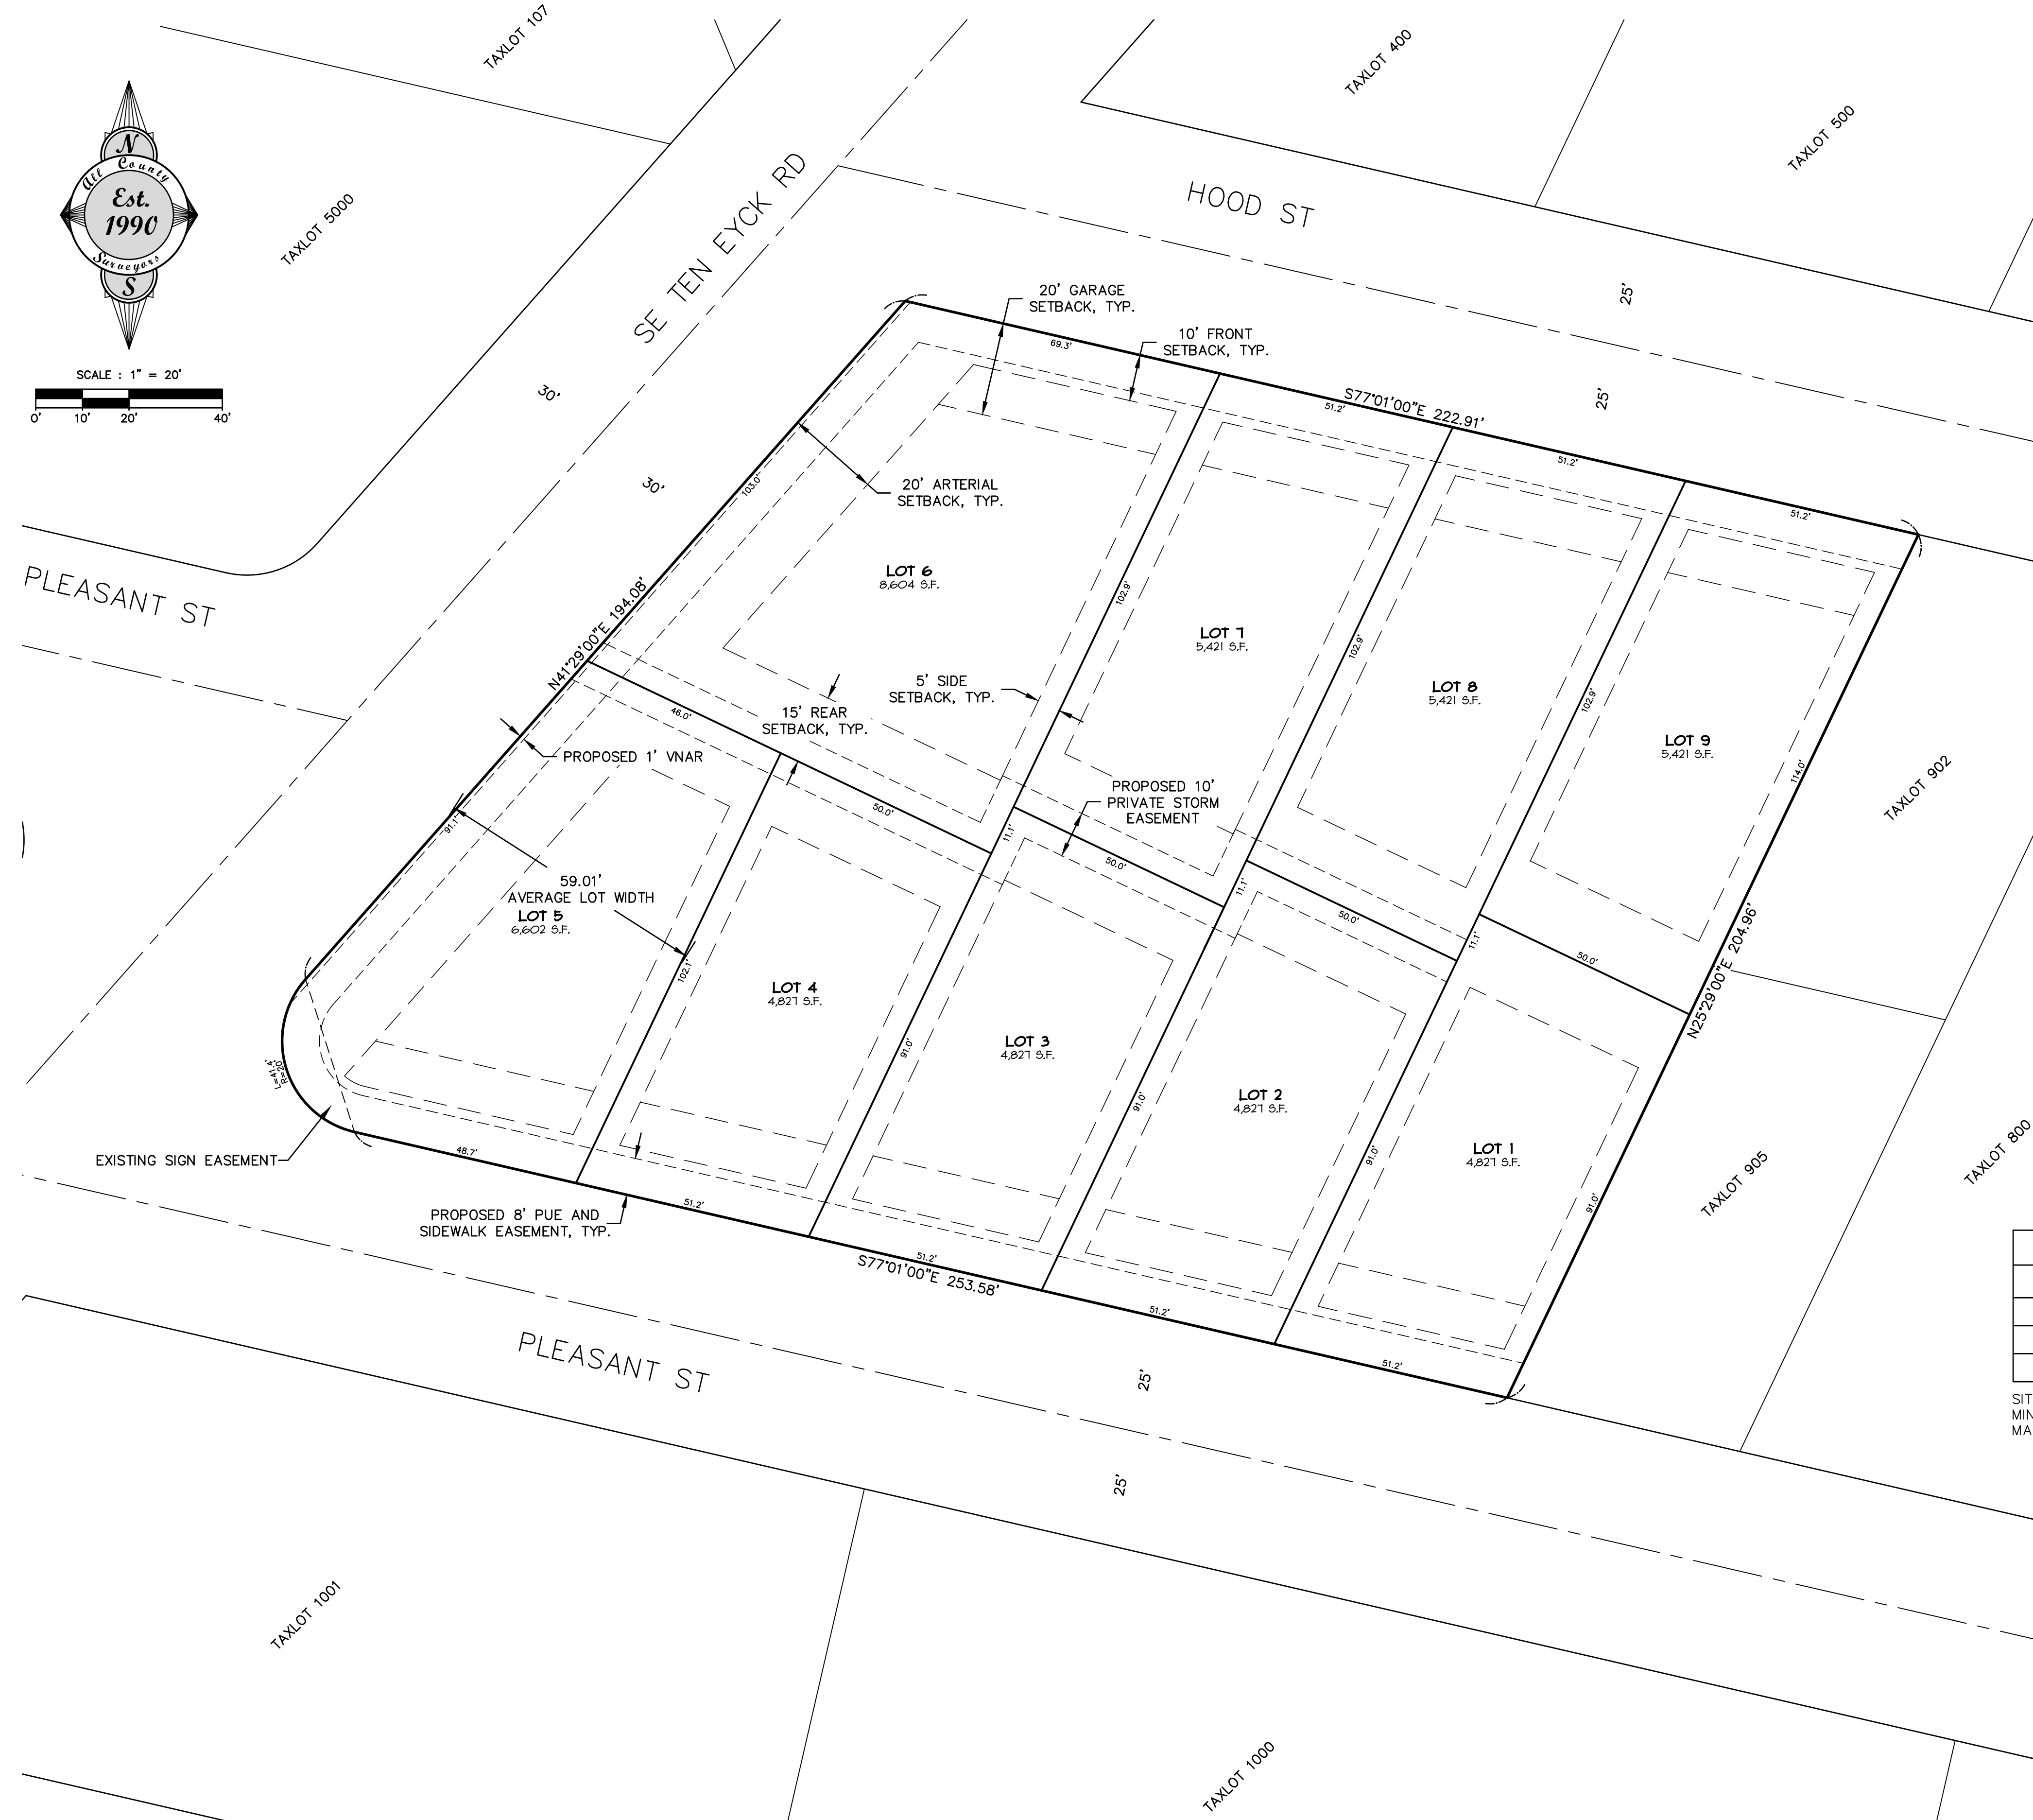 TAXLOT 107
TAXLOT 400
TAXLOT 500
N
All County
Est.
1990
Surveyors
S
TAXLOT 5000
SE TEN EYCK RD
HOOD ST
25'
20' GARAGE
SETBACK, TYP.
10' FRONT
SETBACK, TYP.
69.3'
SCALE : 1" = 20'
0'
10'
20'
40'
30'
25'
51.2'
S77°01'00"E 222.91'
51.2'
51.2'
30'
103.0'
20' ARTERIAL
SETBACK, TYP.
PLEASANT ST
LOT 6
8,604 S.F.
102.9'
LOT 7
5,421 S.F.
102.9'
LOT 8
5,421 S.F.
102.9'
LOT 9
5,421 S.F.
114.0'
N41°29'00"E 194.08'
5' SIDE
SETBACK, TYP.
46.0'
15' REAR
SETBACK, TYP.
PROPOSED 1' VNAR
PROPOSED 10'
PRIVATE STORM
EASEMENT
TAXLOT 902
50.0'
11.1'
50.0'
11.1'
50.0'
11.1'
50.0'
91.1'
59.01'
AVERAGE LOT WIDTH
LOT 5
6,602 S.F.
102.1'
LOT 4
4,827 S.F.
91.0'
LOT 3
4,827 S.F.
91.0'
LOT 2
4,827 S.F.
91.0'
LOT 1
4,827 S.F.
91.0'
N25°29'00"E 204.96'
L=41.4'
R=20'
EXISTING SIGN EASEMENT
48.7'
51.2'
51.2'
51.2'
51.2'
PROPOSED 8' PUE AND
SIDEWALK EASEMENT, TYP.
S77°01'00"E 253.58'
TAXLOT 905
TAXLOT 800
PLEASANT ST
25'
25'
SIT
MIN
MA
TAXLOT 1001
TAXLOT 1000